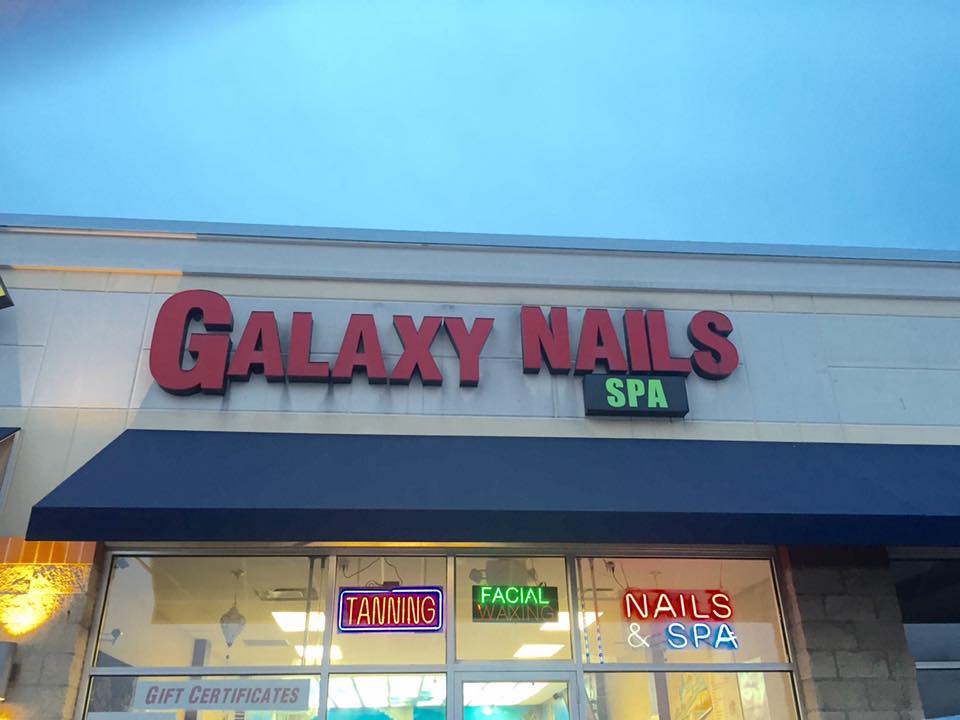 GALAXY NAILS
SPA
TANNING
FACIAL
WAXING
NAILS
& SPA
GIFT CERTIFICATES